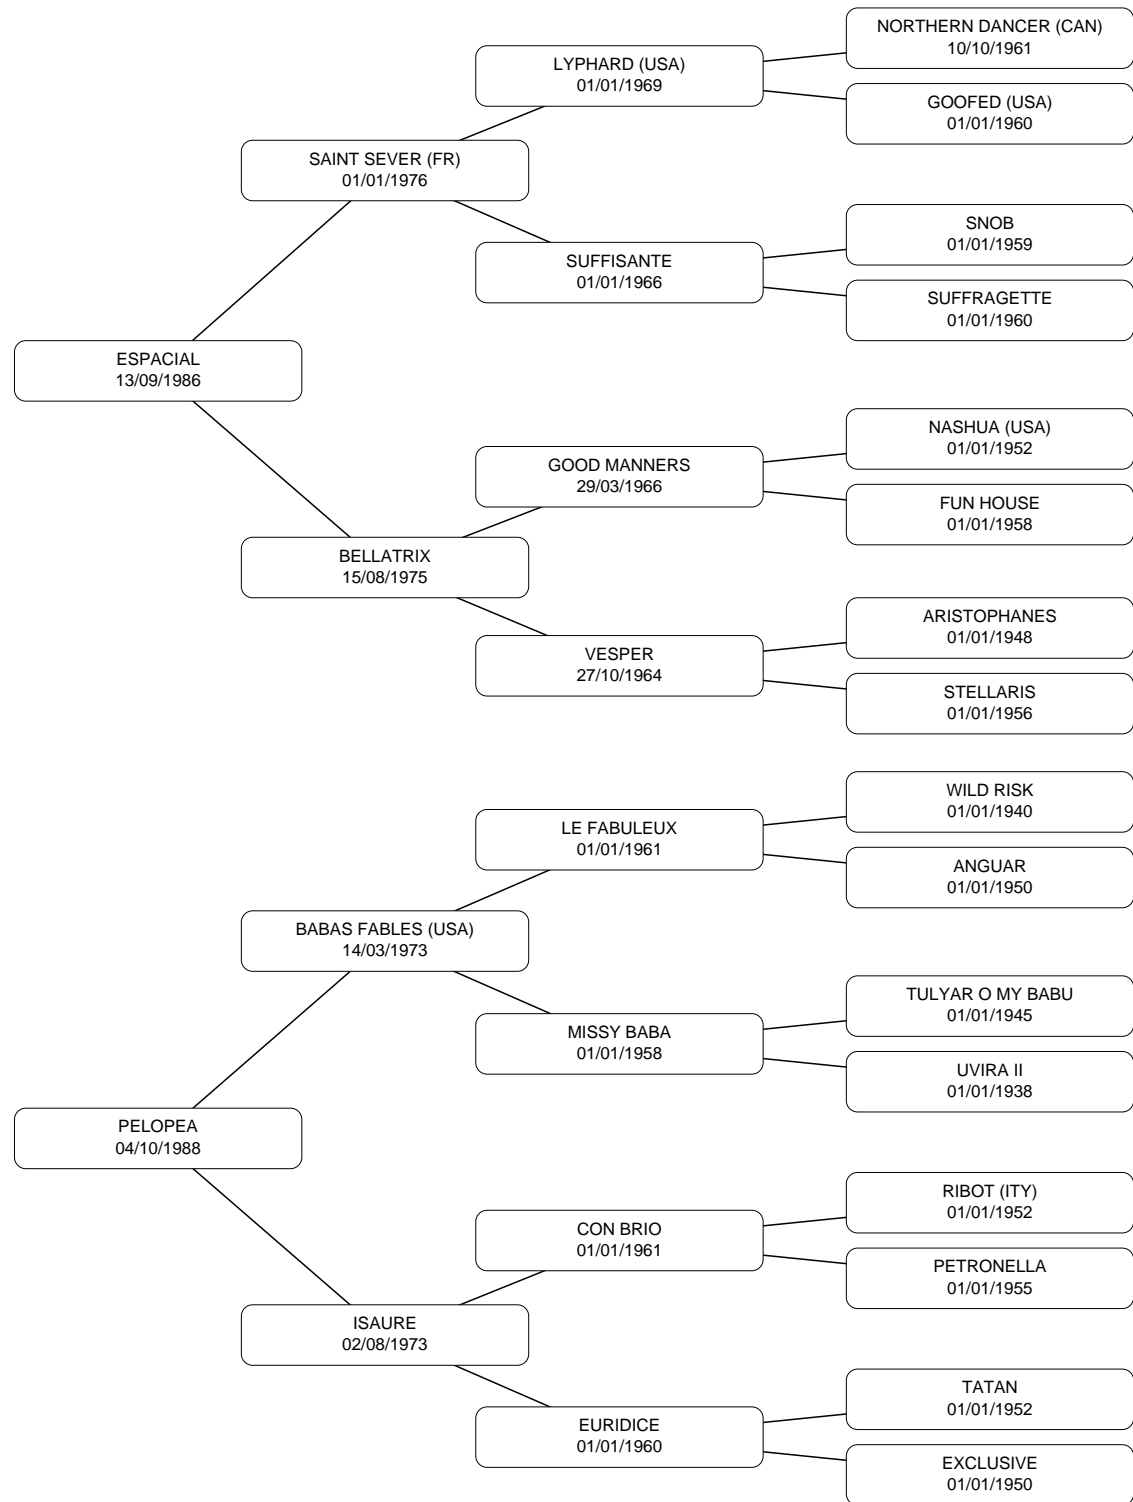 NORTHERN DANCER (CAN)
10/10/1961
LYPHARD (USA)
01/01/1969
GOOFED (USA)
01/01/1960
SAINT SEVER (FR)
01/01/1976
SNOB
01/01/1959
SUFFISANTE
01/01/1966
SUFFRAGETTE
01/01/1960
ESPACIAL
13/09/1986
NASHUA (USA)
01/01/1952
GOOD MANNERS
29/03/1966
FUN HOUSE
01/01/1958
BELLATRIX
15/08/1975
ARISTOPHANES
01/01/1948
VESPER
27/10/1964
STELLARIS
01/01/1956
WILD RISK
01/01/1940
LE FABULEUX
01/01/1961
ANGUAR
01/01/1950
BABAS FABLES (USA)
14/03/1973
TULYAR O MY BABU
01/01/1945
MISSY BABA
01/01/1958
UVIRA II
01/01/1938
PELOPEA
04/10/1988
RIBOT (ITY)
01/01/1952
CON BRIO
01/01/1961
PETRONELLA
01/01/1955
ISAURE
02/08/1973
TATAN
01/01/1952
EURIDICE
01/01/1960
EXCLUSIVE
01/01/1950